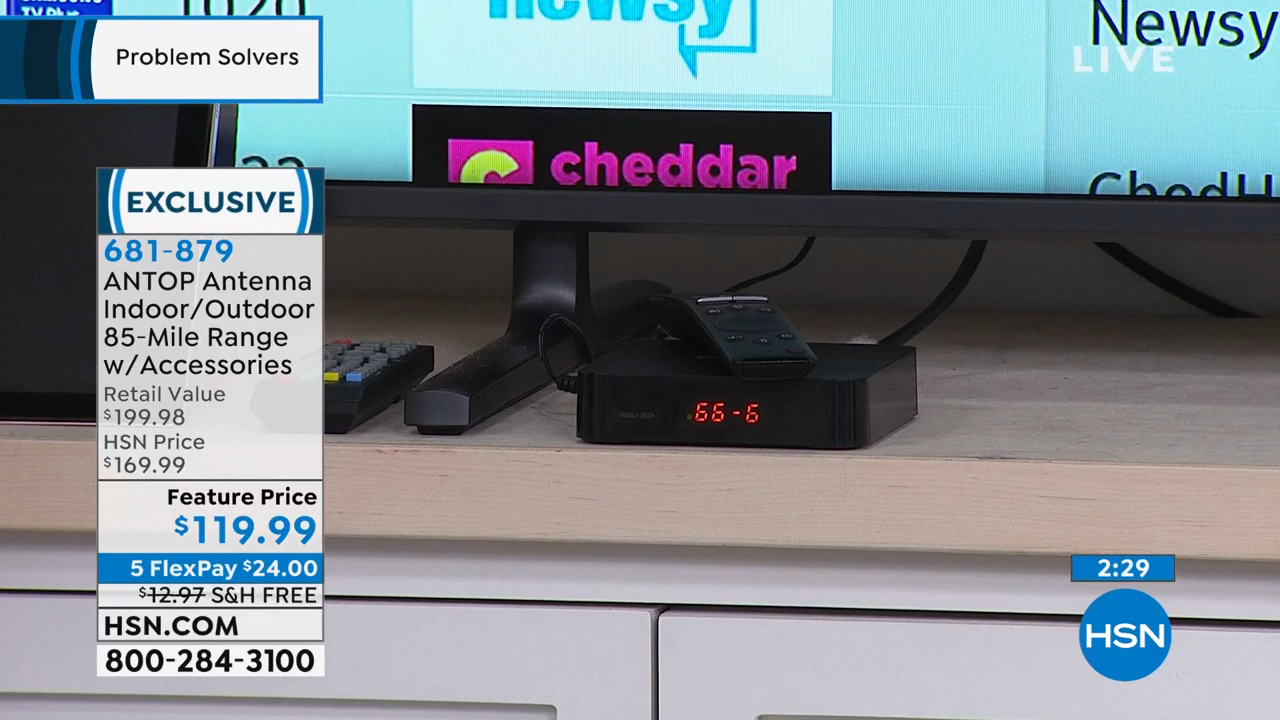 Problem Solvers
newsy
Newsy
LIVE
cheddar
EXCLUSIVE
681-879
ANTOP Antenna
Indoor/Outdoor
85-Mile Range
w/Accessories
Retail Value
$199.98
HSN Price
$169.99
Feature Price
$119.99
5 FlexPay $24.00
$12.97 S&H FREE
HSN.COM
800-284-3100
66-6
2:29
HSN